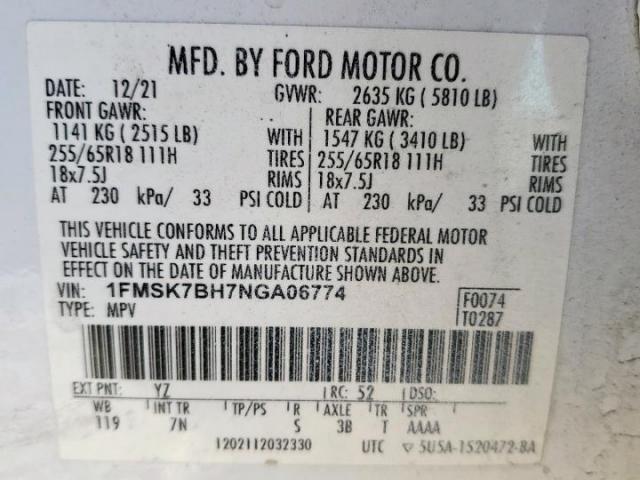 MFD. BY FORD MOTOR CO.
DATE: 12/21 GVWR: 2635 KG ( 5810 LB)
FRONT GAWR: REAR GAWR:
1141 KG ( 2515 LB) WITH 1547 KG ( 3410 LB) WITH
255/65R18 111H TIRES 255/65R18 111H TIRES
18x7.5J RIMS 18x7.5J RIMS
AT 230 kPa/ 33 PSI COLD AT 230 kPa/ 33 PSI COLD
THIS VEHICLE CONFORMS TO ALL APPLICABLE FEDERAL MOTOR
VEHICLE SAFETY AND THEFT PREVENTION STANDARDS IN
EFFECT ON THE DATE OF MANUFACTURE SHOWN ABOVE.
VIN: 1FMSK7BH7NGA06774 F0074
TYPE: MPV T0287
EXT PNT: YZ RC: 52 DSO:
WB INT TR TP/PS R AXLE TR SPR
119 7N S 3B T AAAA
1202112032330 UTC ▽ 5U5A-1520472-BA